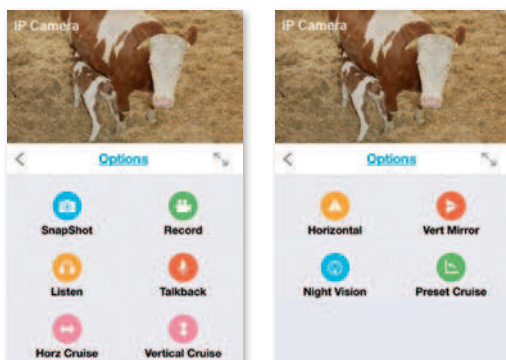 IP Camera
Options
SnapShot
Record
Listen
Talkback
Horz Cruise
Vertical Cruise
IP Camera
Options
Horizontal
Vert Mirror
Night Vision
Preset Cruise